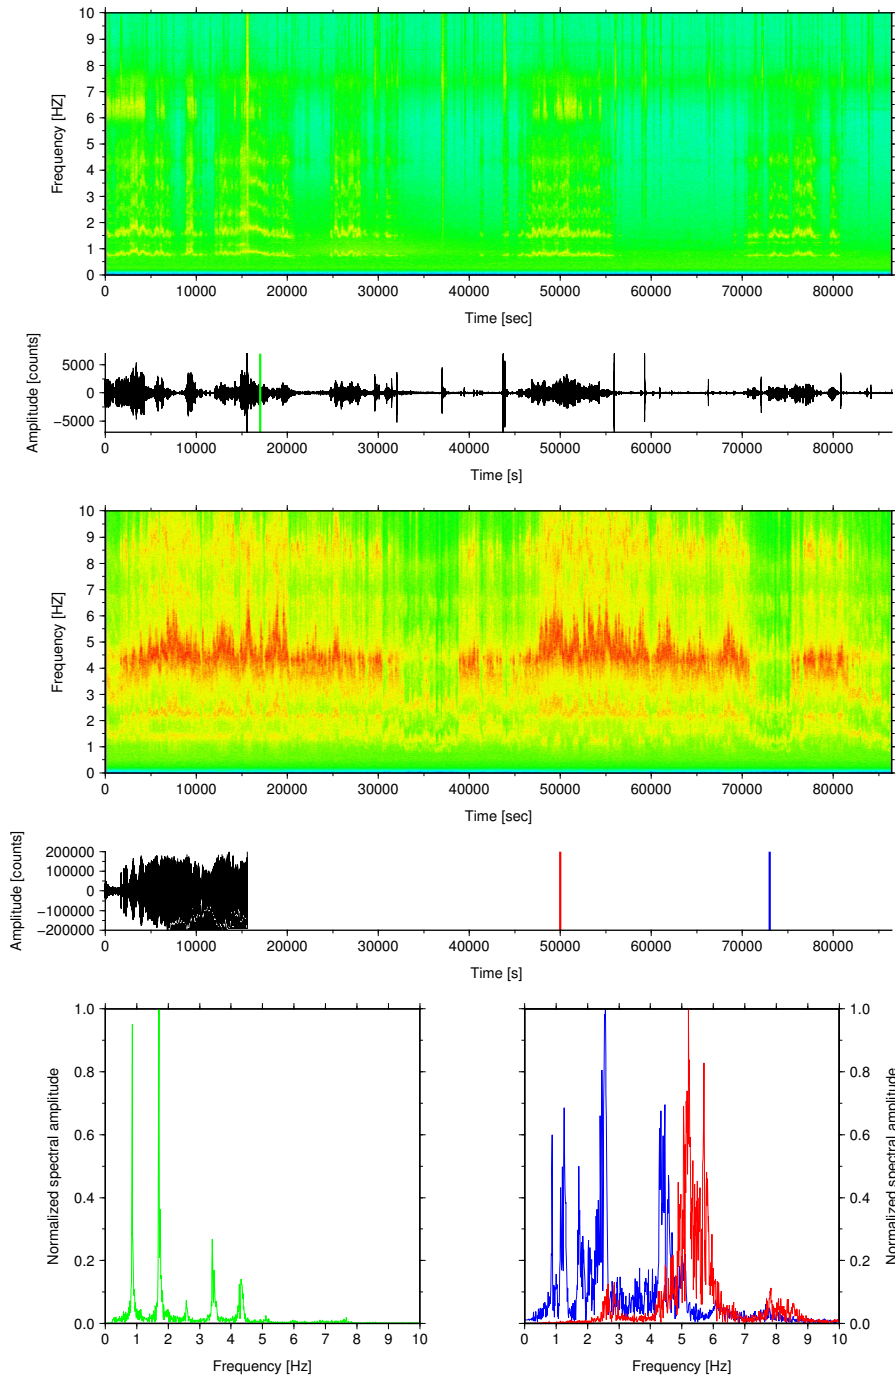 10
9
8
7
6
5
4
3
2
1
0
Frequency [HZ]
0 10000 20000 30000 40000 50000 60000 70000 80000
Time [sec]
5000
0
−5000
Amplitude [counts]
0 10000 20000 30000 40000 50000 60000 70000 80000
Time [s]
10
9
8
7
6
5
4
3
2
1
0
Frequency [HZ]
0 10000 20000 30000 40000 50000 60000 70000 80000
Time [sec]
200000
100000
0
−100000
−200000
Amplitude [counts]
0 10000 20000 30000 40000 50000 60000 70000 80000
Time [s]
1.0
0.8
0.6
0.4
0.2
0.0
Normalized spectral amplitude
0 1 2 3 4 5 6 7 8 9 10
Frequency [Hz]
1.0
0.8
0.6
0.4
0.2
0.0
Normalized spectral amplitude
0 1 2 3 4 5 6 7 8 9 10
Frequency [Hz]